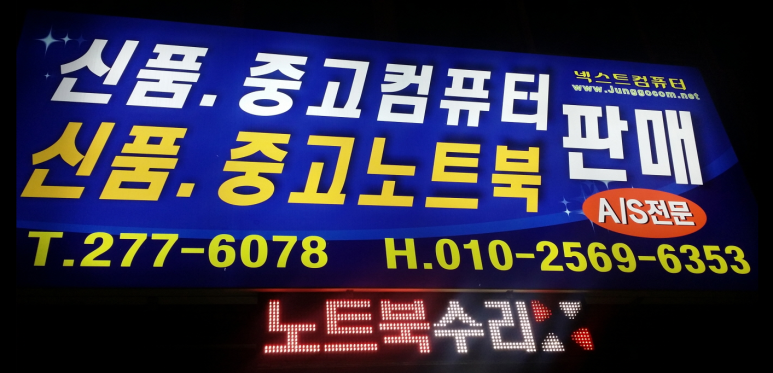 넥스트컴퓨터
www.Junggocom.net
신품. 중고컴퓨터
신품. 중고노트북
판매
A/S전문
T.277-6078 H.010-2569-6353
노트북수리